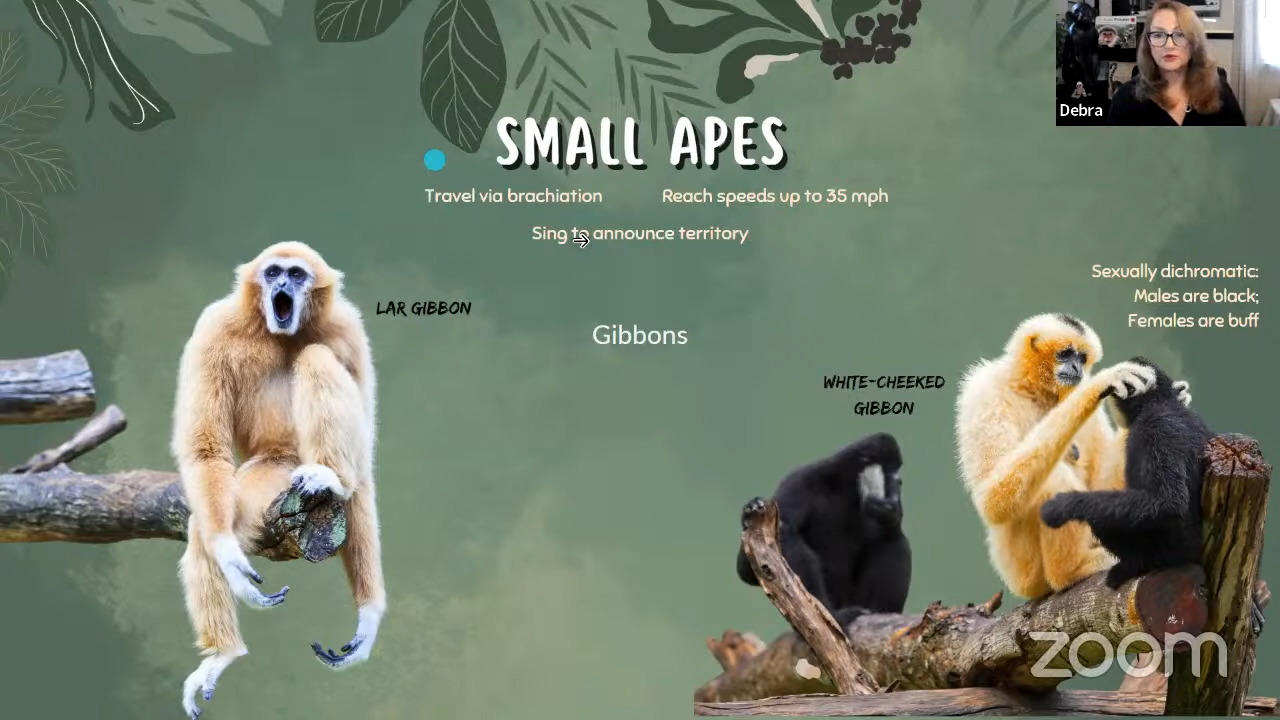 Debra
SMALL APES
Travel via brachiation
Reach speeds up to 35 mph
Sing to announce territory
Sexually dichromatic:
Males are black;
Females are buff
LAR GIBBON
Gibbons
WHITE-CHEEKED
GIBBON
zoom